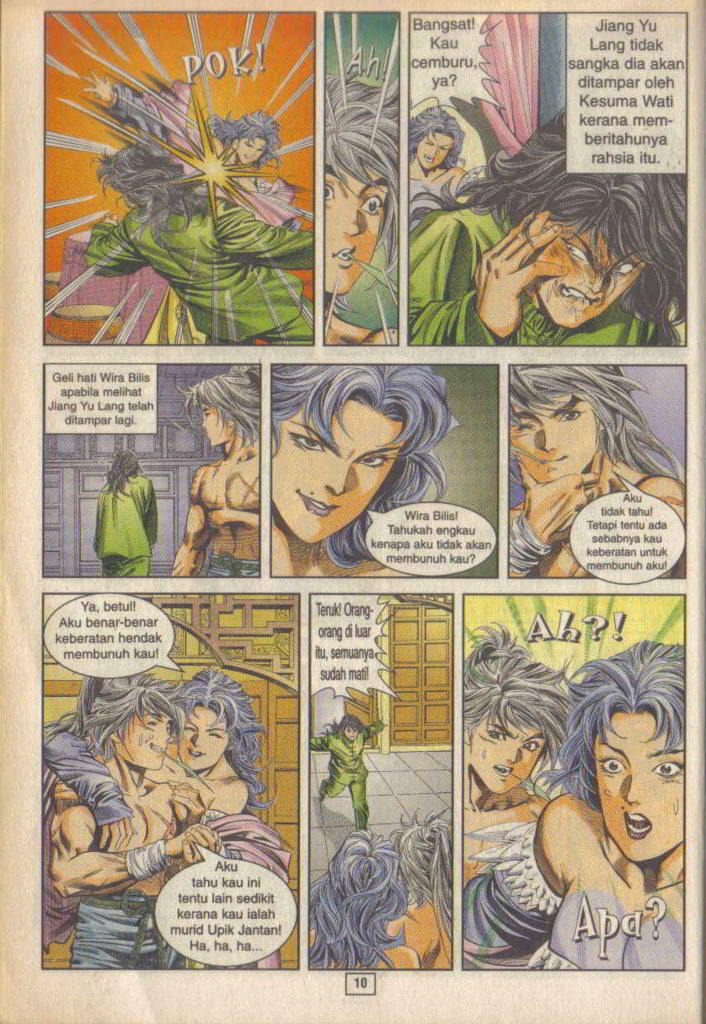 POK!
Ah!
Bangsat!
Kau
cemburu,
ya?
Jiang Yu
Lang tidak
sangka dia akan
ditampar oleh
Kesuma Wati
kerana mem-
beritahunya
rahsia itu.
Geli hati Wira Bilis
apabila melihat
Jiang Yu Lang telah
ditampar lagi.
Wira Bilis!
Tahukah engkau
kenapa aku tidak akan
membunuh kau?
Aku
tidak tahu!
Tetapi tentu ada
sebabnya kau
keberatan untuk
membunuh aku!
Ya, betul!
Aku benar-benar
keberatan hendak
membunuh kau!
Aku
tahu kau ini
tentu lain sedikit
kerana kau ialah
murid Upik Jantan!
Ha, ha, ha...
Teruk! Orang-
orang di luar
itu, semuanya
sudah mati!
Ah?!
Apa?
10